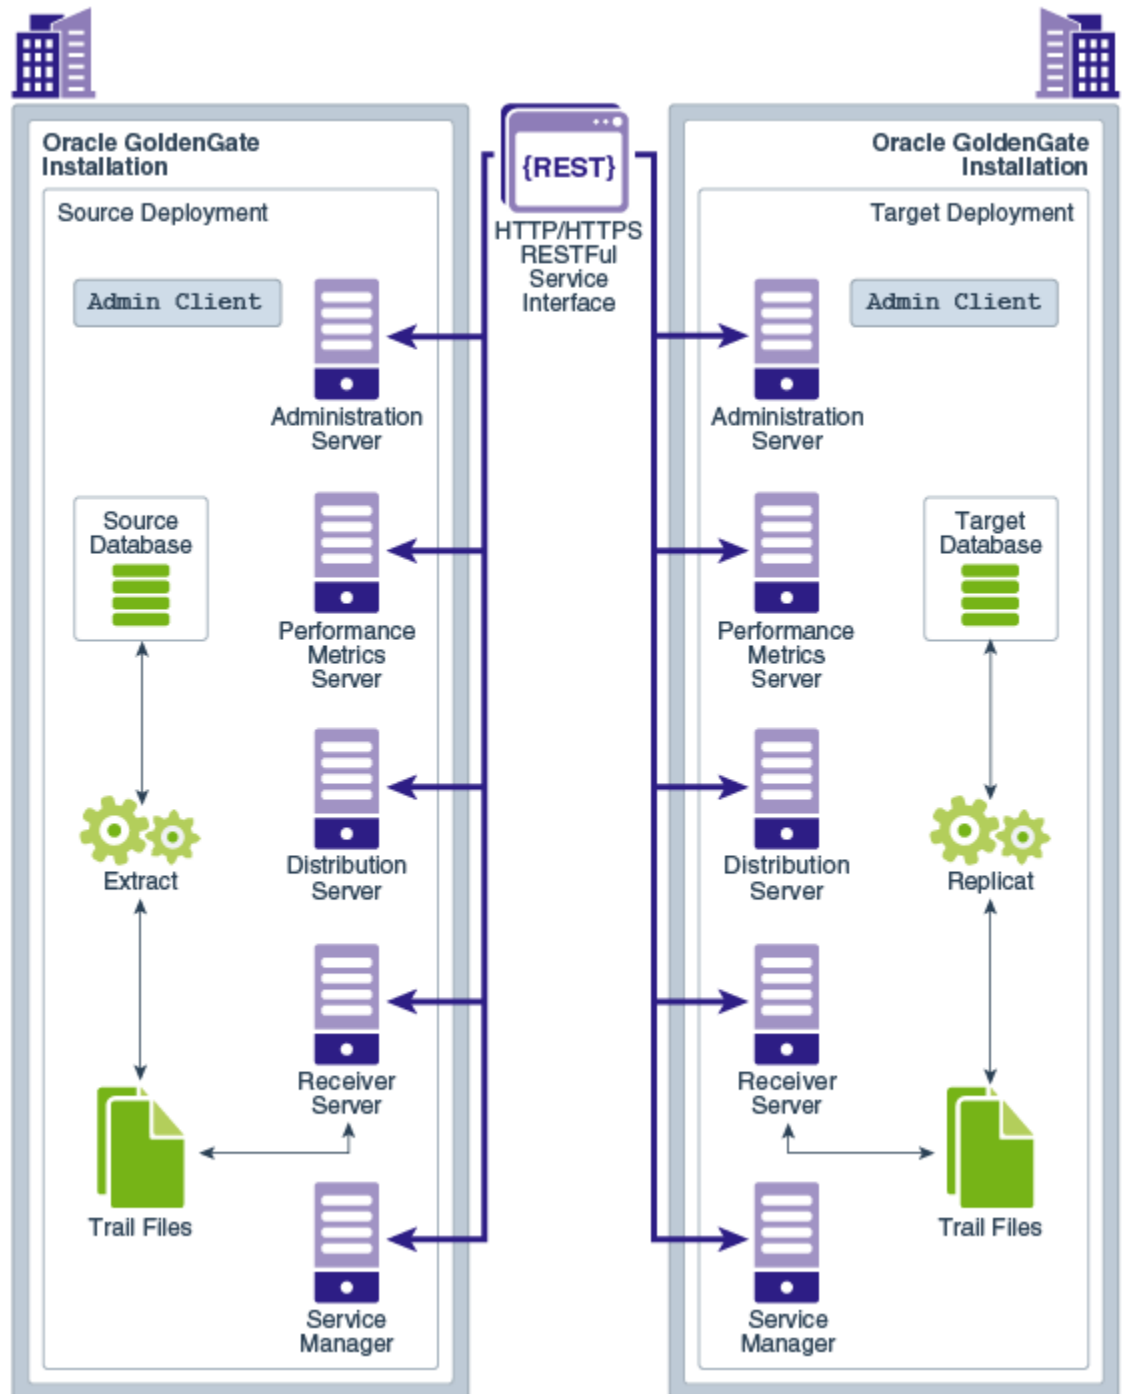 Oracle GoldenGate
Installation
Source Deployment
Admin Client
Administration
Server
Source
Database
Performance
Metrics
Server
Extract
Distribution
Server
Receiver
Server
Trail Files
Service
Manager
{REST}
HTTP/HTTPS
RESTFul
Service
Interface
Oracle GoldenGate
Installation
Target Deployment
Admin Client
Administration
Server
Target
Database
Performance
Metrics
Server
Distribution
Server
Replicat
Receiver
Server
Trail Files
Service
Manager